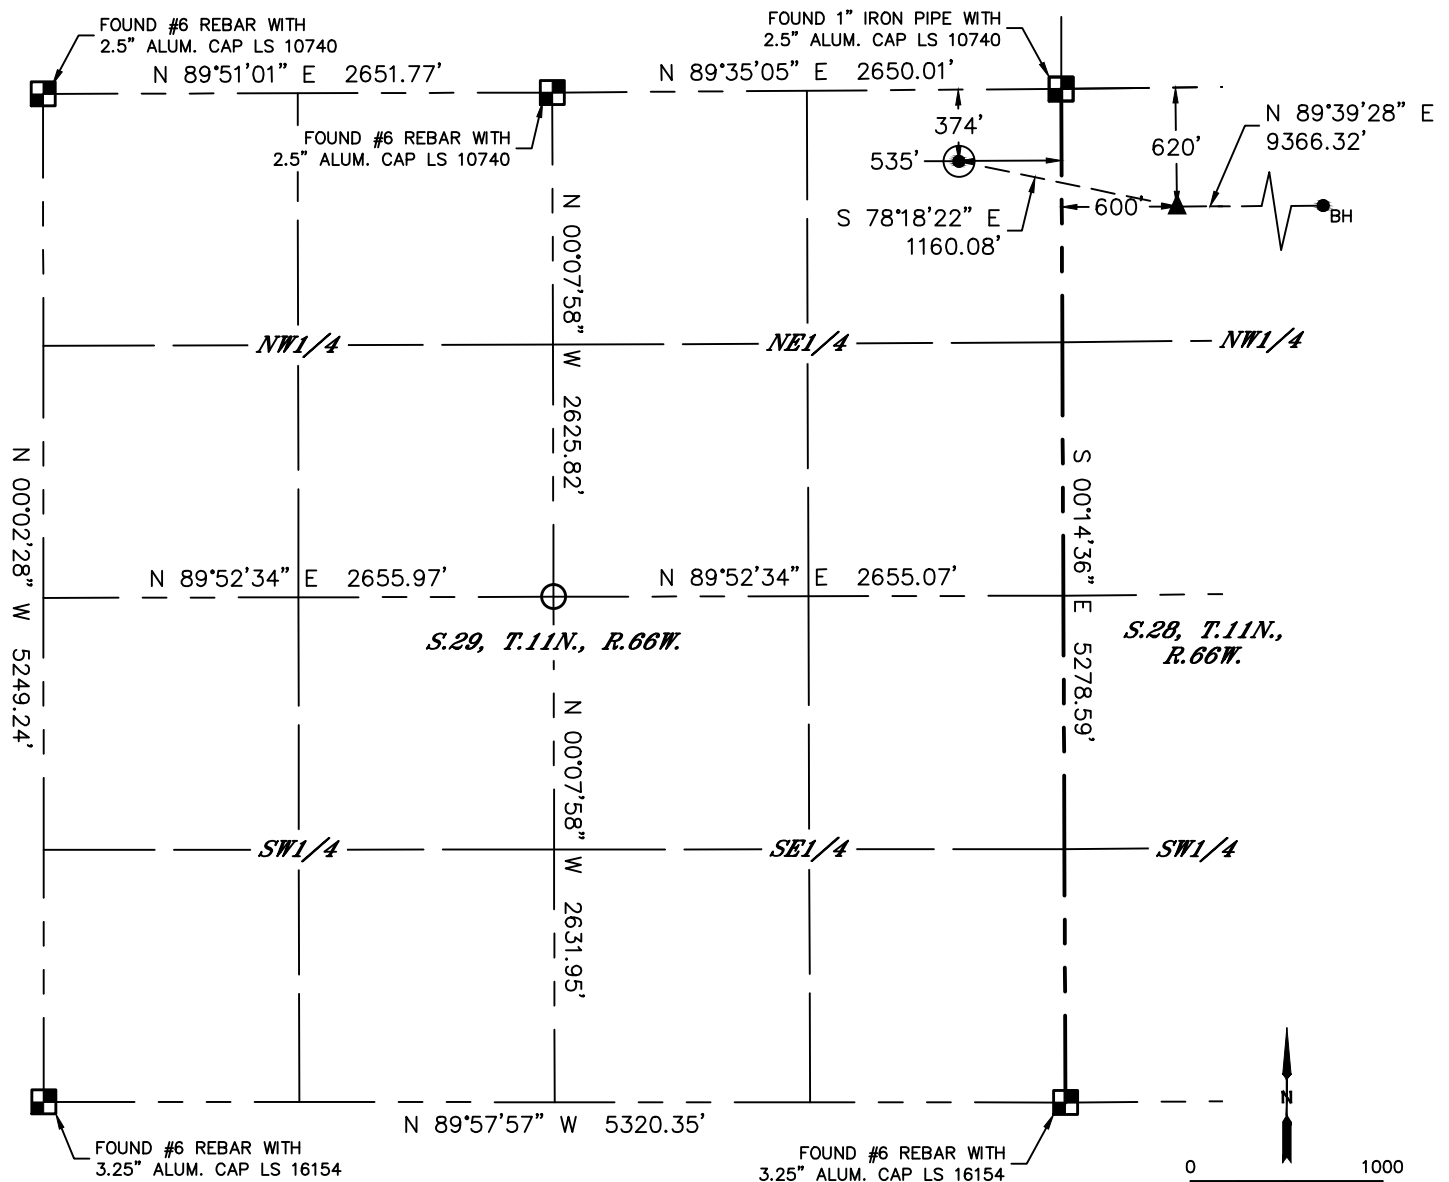 FOUND #6 REBAR WITH
2.5" ALUM. CAP LS 10740
FOUND 1" IRON PIPE WITH
2.5" ALUM. CAP LS 10740
N 89°51'01" E 2651.77'
N 89°35'05" E 2650.01'
FOUND #6 REBAR WITH
2.5" ALUM. CAP LS 10740
374'
535'
620'
N 89°39'28" E
9366.32'
600'
BH
S 78°18'22" E
1160.08'
N 00°07'58" W 2625.82'
NW1/4
NE1/4
NW1/4
N 00°02'28" W 5249.24'
S 00°14'36" E 5278.59'
N 89°52'34" E 2655.97'
N 89°52'34" E 2655.07'
S.29, T.11N., R.66W.
S.28, T.11N.,
R.66W.
N 00°07'58" W 2631.95'
SW1/4
SE1/4
SW1/4
N 89°57'57" W 5320.35'
FOUND #6 REBAR WITH
3.25" ALUM. CAP LS 16154
FOUND #6 REBAR WITH
3.25" ALUM. CAP LS 16154
N
0 1000